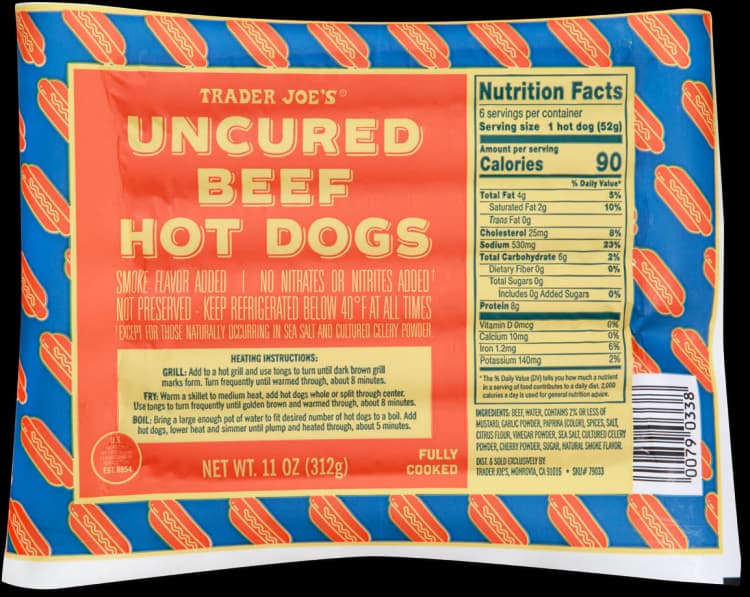 TRADER JOE'S®
UNCURED
BEEF
HOT DOGS
SMOKE FLAVOR ADDED NO NITRATES OR NITRITES ADDED†
NOT PRESERVED - KEEP REFRIGERATED BELOW 40°F AT ALL TIMES
†EXCEPT FOR THOSE NATURALLY OCCURRING IN SEA SALT AND CULTURED CELERY POWDER
HEATING INSTRUCTIONS:
GRILL: Add to a hot grill and use tongs to turn until dark brown grill
marks form. Turn frequently until warmed through, about 8 minutes.
FRY: Warm a skillet to medium heat, add hot dogs whole or split through center.
Use tongs to turn frequently until golden brown and warmed through, about 8 minutes.
BOIL: Bring a large enough pot of water to fit desired number of hot dogs to a boil. Add
hot dogs, lower heat and simmer until plump and heated through, about 5 minutes.
U.S.
EST. 8854
NET WT. 11 OZ (312g)
FULLY
COOKED
Nutrition Facts
6 servings per container
Serving size 1 hot dog (52g)
Amount per serving
Calories 90
% Daily Value*
Total Fat 4g 5%
Saturated Fat 2g 10%
Trans Fat 0g
Cholesterol 25mg 8%
Sodium 530mg 23%
Total Carbohydrate 6g 2%
Dietary Fiber 0g 0%
Total Sugars 0g
Includes 0g Added Sugars 0%
Protein 8g
Vitamin D 0mcg 0%
Calcium 10mg 0%
Iron 1.2mg 6%
Potassium 140mg 2%
*The % Daily Value (DV) tells you how much a nutrient
in a serving of food contributes to a daily diet. 2,000
calories a day is used for general nutrition advice.
INGREDIENTS: BEEF, WATER, CONTAINS 2% OR LESS OF
MUSTARD, GARLIC POWDER, PAPRIKA (COLOR), SPICES, SALT,
CITRUS FLOUR, VINEGAR POWDER, SEA SALT, CULTURED CELERY
POWDER, CHERRY POWDER, SUGAR, NATURAL SMOKE FLAVOR.
DIST. & SOLD EXCLUSIVELY BY:
TRADER JOE'S, MONROVIA, CA 91016 • SKU# 79033
0079 0338